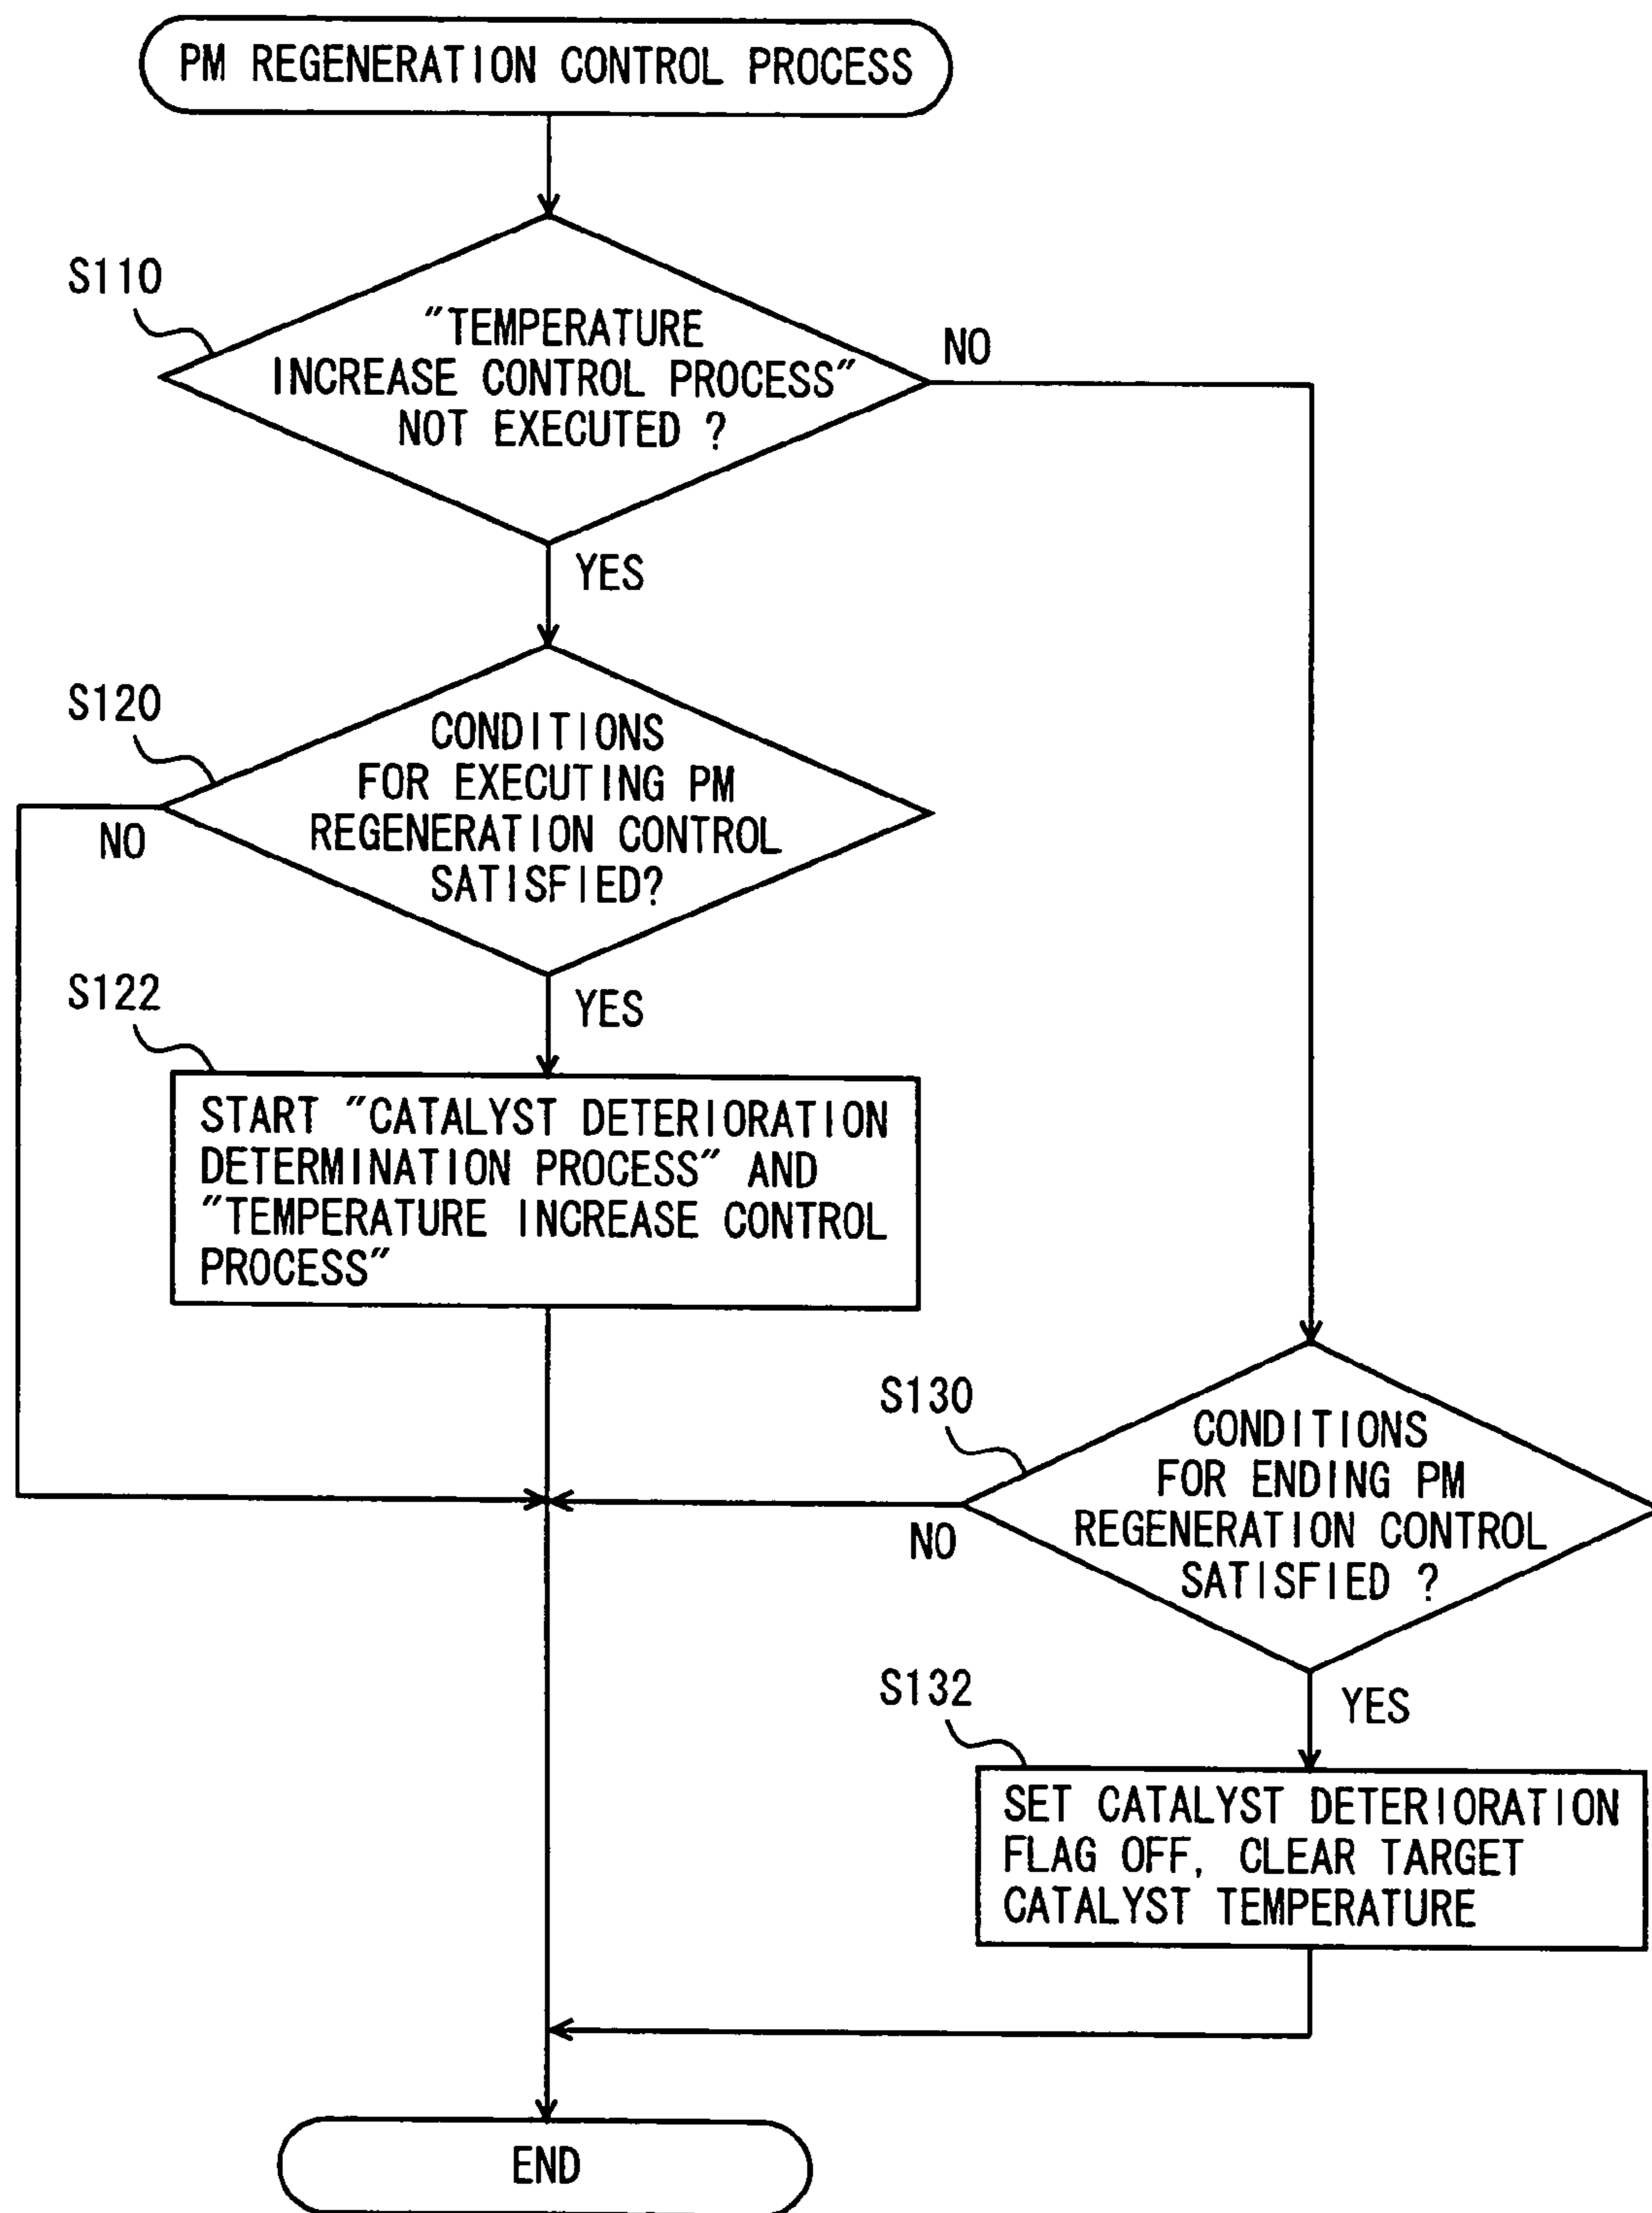 PM REGENERATION CONTROL PROCESS
S110
"TEMPERATURE
INCREASE CONTROL PROCESS"
NOT EXECUTED ?
NO
YES
S120
CONDITIONS
FOR EXECUTING PM
REGENERATION CONTROL
SATISFIED?
NO
YES
S122
START "CATALYST DETERIORATION
DETERMINATION PROCESS" AND
"TEMPERATURE INCREASE CONTROL
PROCESS"
S130
CONDITIONS
FOR ENDING PM
REGENERATION CONTROL
SATISFIED ?
NO
YES
S132
SET CATALYST DETERIORATION
FLAG OFF, CLEAR TARGET
CATALYST TEMPERATURE
END